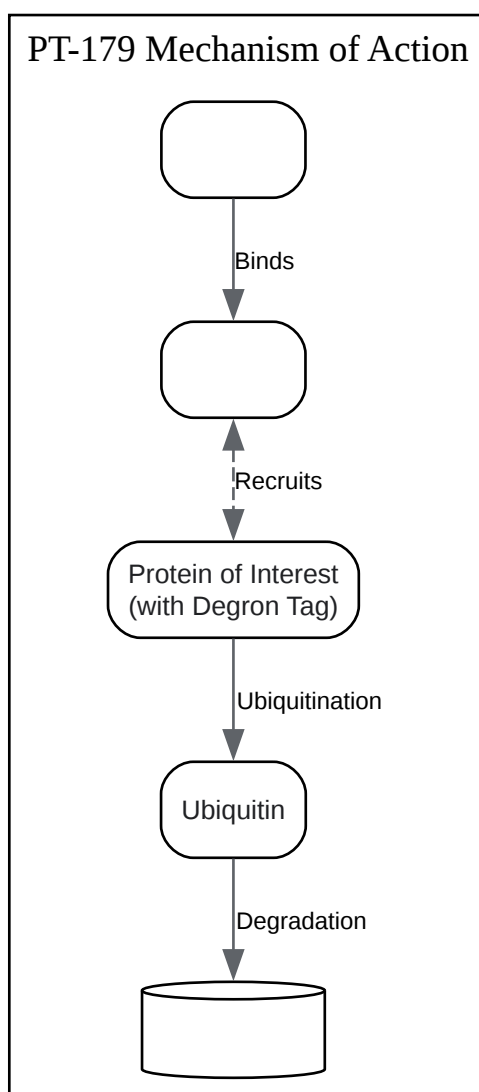 PT-179 Mechanism of Action
Binds
Recruits
Protein of Interest
(with Degron Tag)
Ubiquitination
Ubiquitin
Degradation